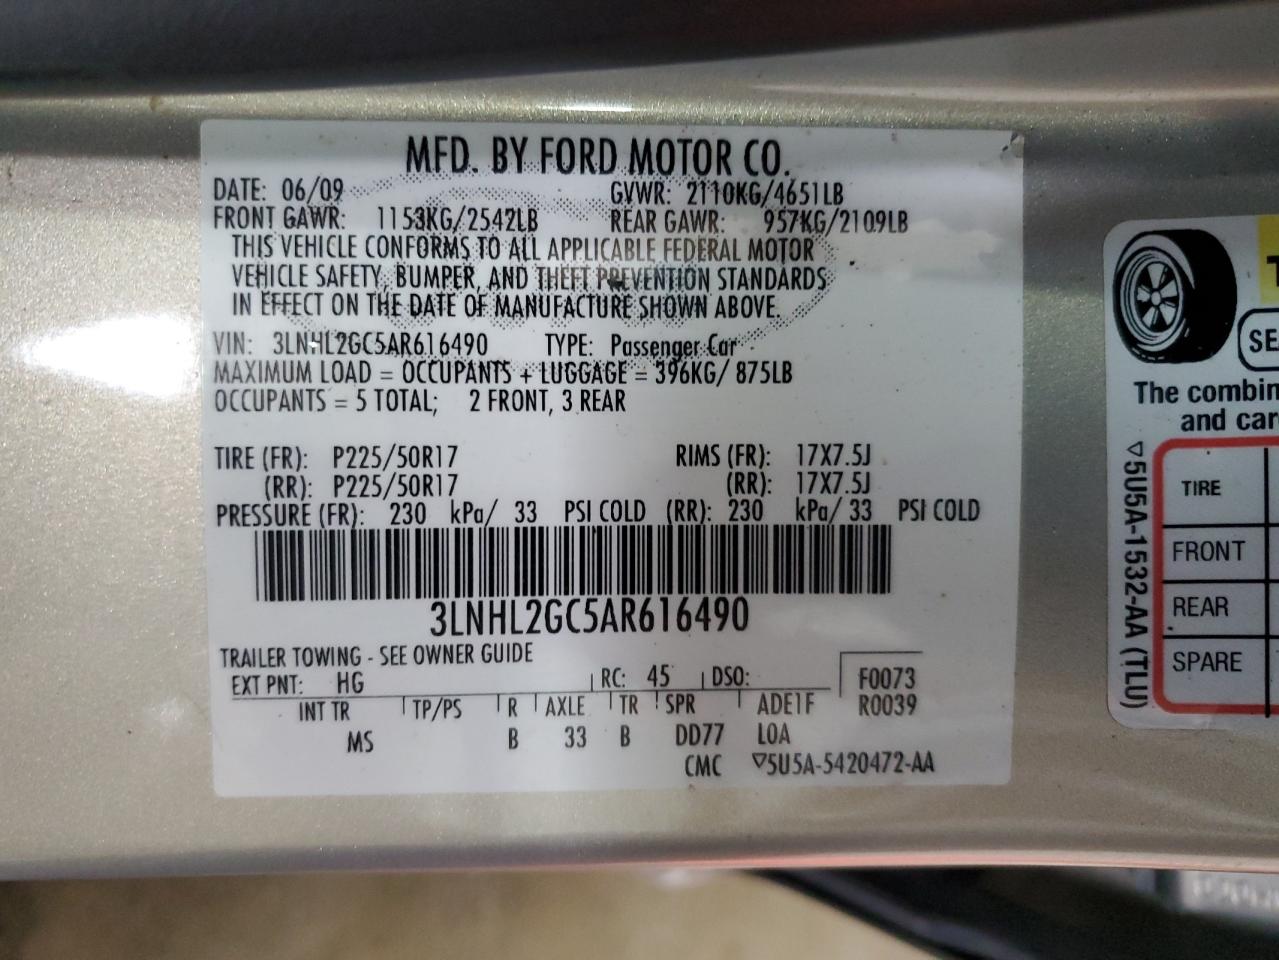 MFD. BY FORD MOTOR CO.
DATE: 06/09 GVWR: 2110KG/4651LB
FRONT GAWR: 1153KG/2542LB REAR GAWR: 957KG/2109LB
THIS VEHICLE CONFORMS TO ALL APPLICABLE FEDERAL MOTOR
VEHICLE SAFETY, BUMPER, AND THEFT PREVENTION STANDARDS
IN EFFECT ON THE DATE OF MANUFACTURE SHOWN ABOVE.
VIN: 3LNHL2GC5AR616490 TYPE: Passenger Car
MAXIMUM LOAD = OCCUPANTS + LUGGAGE = 396KG/ 875LB
OCCUPANTS = 5 TOTAL; 2 FRONT, 3 REAR
TIRE (FR): P225/50R17 RIMS (FR): 17X7.5J
(RR): P225/50R17 (RR): 17X7.5J
PRESSURE (FR): 230 kPa/ 33 PSI COLD (RR): 230 kPa/ 33 PSI COLD
3LNHL2GC5AR616490
TRAILER TOWING - SEE OWNER GUIDE
EXT PNT: HG RC: 45 DSO: F0073
INT TR TP/PS R AXLE TR SPR ADE1F R0039
MS B 33 B DD77 LOA
CMC ▽5U5A-5420472-AA
T
SEA
The combin
and car
▽5U5A-1532-AA (TLU)
TIRE
FRONT
REAR
SPARE